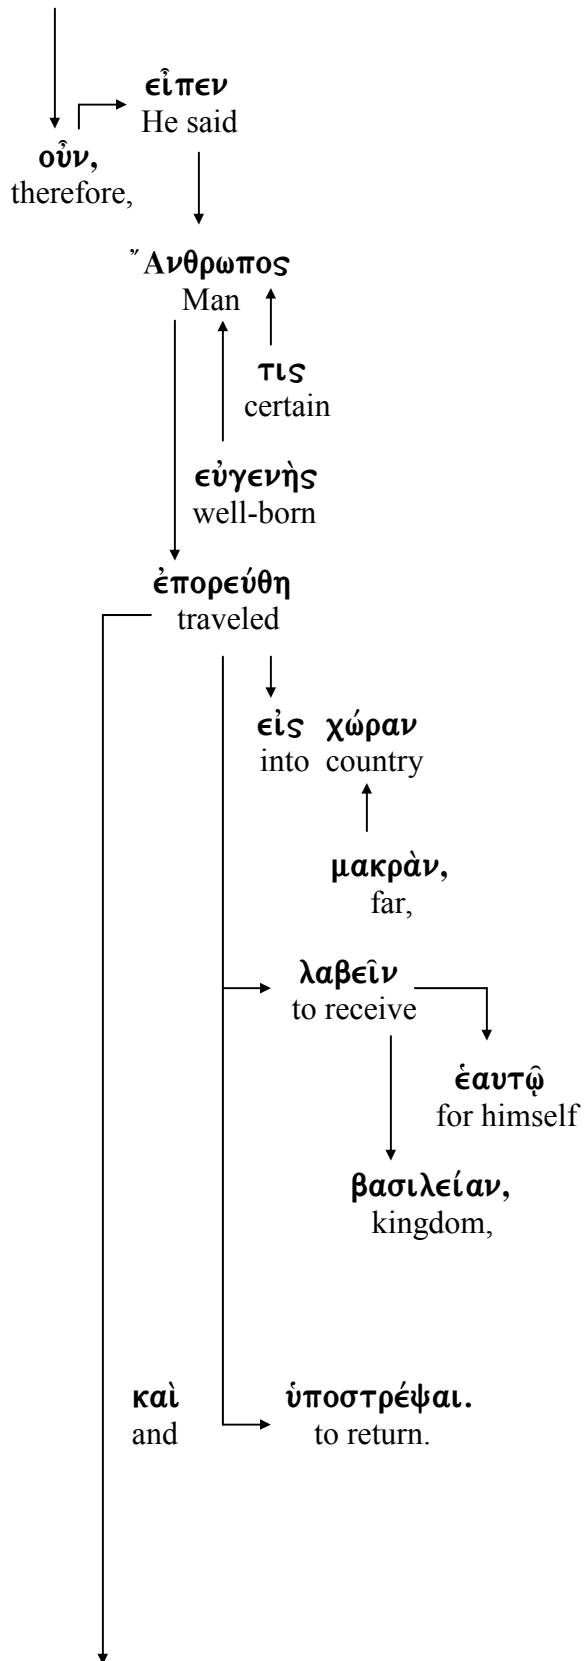 εἶπεν
He said
οὖν,
therefore,
Ἄνθρωπος
Man
τις
certain
εὐγενὴς
well-born
ἐπορεύθη
traveled
εἰς χώραν
into country
μακρὰν,
far,
λαβεῖν
to receive
ἑαυτῷ
for himself
βασιλείαν,
kingdom,
καὶ ὑποστρέψαι.
and to return.